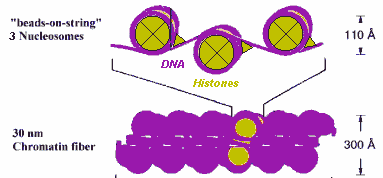 "beads-on-string"
3 Nucleosomes
110 Å
DNA
Histones
30 nm
Chromatin fiber
300 Å